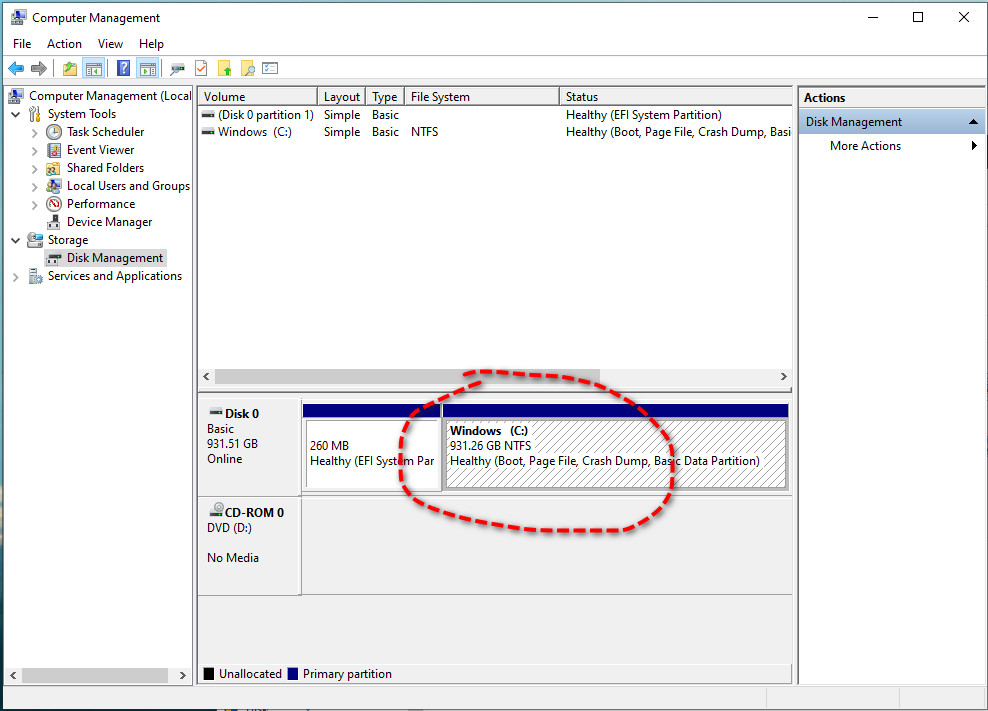 Computer Management
File Action View Help
Computer Management (Local
System Tools
Task Scheduler
Event Viewer
Shared Folders
Local Users and Groups
Performance
Device Manager
Storage
Disk Management
Services and Applications
Volume Layout Type File System Status
(Disk 0 partition 1) Simple Basic Healthy (EFI System Partition)
Windows (C:) Simple Basic NTFS Healthy (Boot, Page File, Crash Dump, Basi
Disk 0
Basic
931.51 GB
Online
260 MB
Healthy (EFI System Par
Windows (C:)
931.26 GB NTFS
Healthy (Boot, Page File, Crash Dump, Basic Data Partition)
CD-ROM 0
DVD (D:)
No Media
Unallocated Primary partition
Actions
Disk Management
More Actions